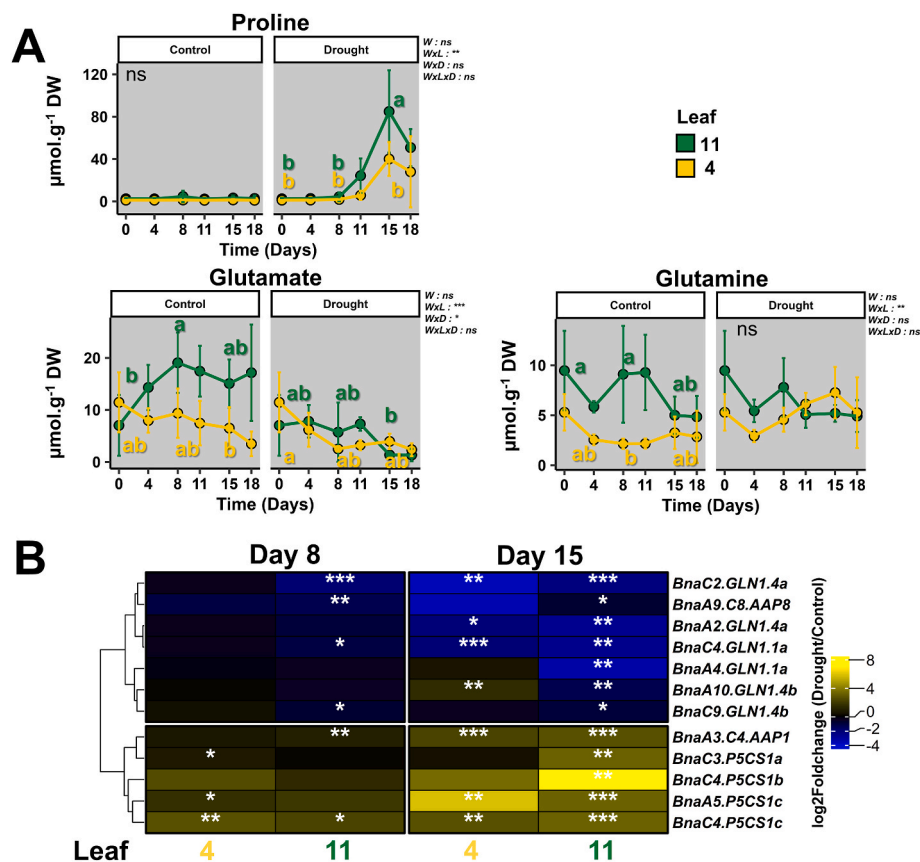 A
Proline
Control
Drought
W : ns
WxL : **
WxD : ns
WxLxD : ns
ns
120
80
40
0
µmol.g⁻¹ DW
b
b
b
b
a
b
0 4 8 11 15 18
0 4 8 11 15 18
Time (Days)
Leaf
11
4
Glutamate
Control
Drought
W : ns
WxL : ***
WxD : *
WxLxD : ns
20
10
0
µmol.g⁻¹ DW
b
a
ab
ab
ab
b
ab
ab
b
a
ab
ab
0 4 8 11 15 18
0 4 8 11 15 18
Time (Days)
Glutamine
Control
Drought
W : ns
WxL : **
WxD : ns
WxLxD : ns
10
5
0
µmol.g⁻¹ DW
a
a
ab
ab
b
ab
ns
0 4 8 11 15 18
0 4 8 11 15 18
Time (Days)
B
Day 8
Day 15
*** ** *** BnaC2.GLN1.4a
** * BnaA9.C8.AAP8
* ** BnaA2.GLN1.4a
* *** ** BnaC4.GLN1.1a
** BnaA4.GLN1.1a
** ** BnaA10.GLN1.4b
* * BnaC9.GLN1.4b
** *** *** BnaA3.C4.AAP1
* ** BnaC3.P5CS1a
** BnaC4.P5CS1b
* ** *** BnaA5.P5CS1c
** * ** *** BnaC4.P5CS1c
Leaf 4 11 4 11
log2Foldchange (Drought/Control)
8
4
0
-2
-4